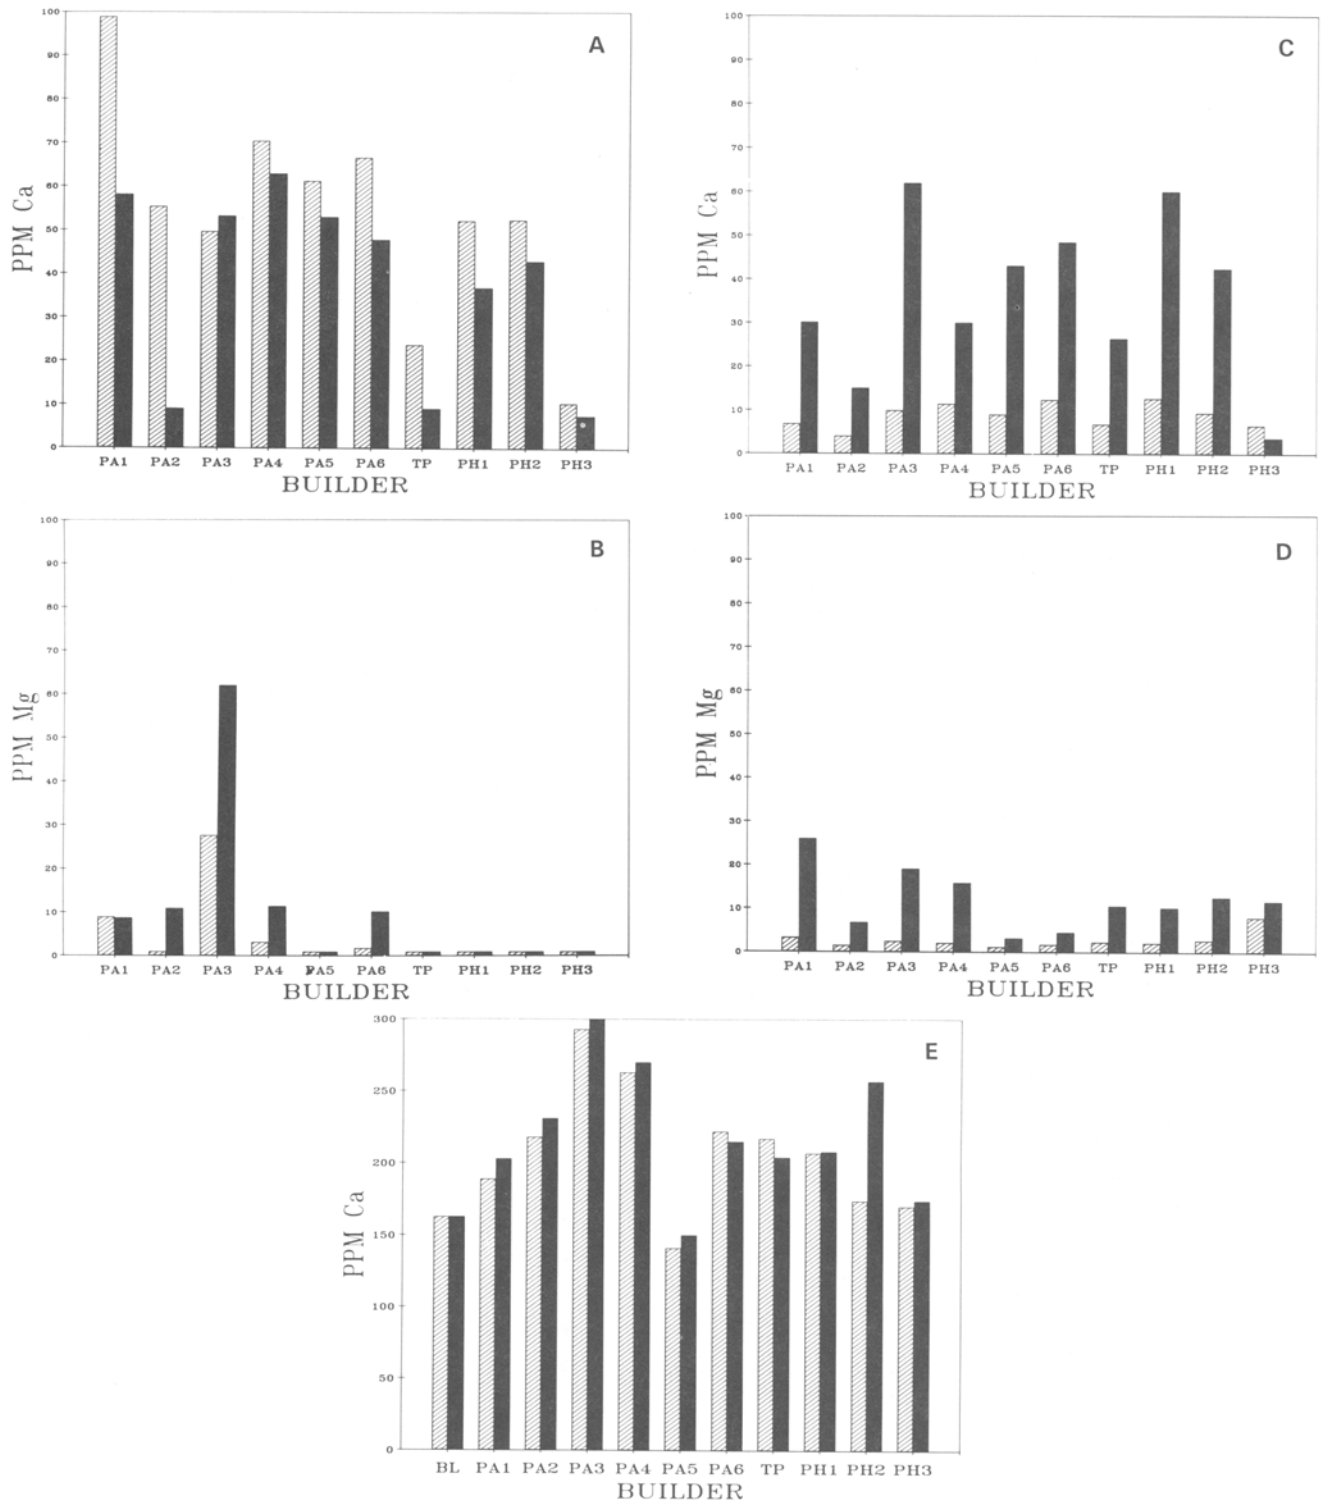 A
100
90
80
70
60
50
40
30
20
10
0
PPM Ca
PA1 PA2 PA3 PA4 PA5 PA6 TP PH1 PH2 PH3
BUILDER
C
100
90
80
70
60
50
40
30
20
10
0
PPM Ca
PA1 PA2 PA3 PA4 PA5 PA6 TP PH1 PH2 PH3
BUILDER
B
100
90
80
70
60
50
40
30
20
10
0
PPM Mg
PA1 PA2 PA3 PA4 PA5 PA6 TP PH1 PH2 PH3
BUILDER
D
100
90
80
70
60
50
40
30
20
10
0
PPM Mg
PA1 PA2 PA3 PA4 PA5 PA6 TP PH1 PH2 PH3
BUILDER
E
300
250
200
150
100
50
0
PPM Ca
BL PA1 PA2 PA3 PA4 PA5 PA6 TP PH1 PH2 PH3
BUILDER